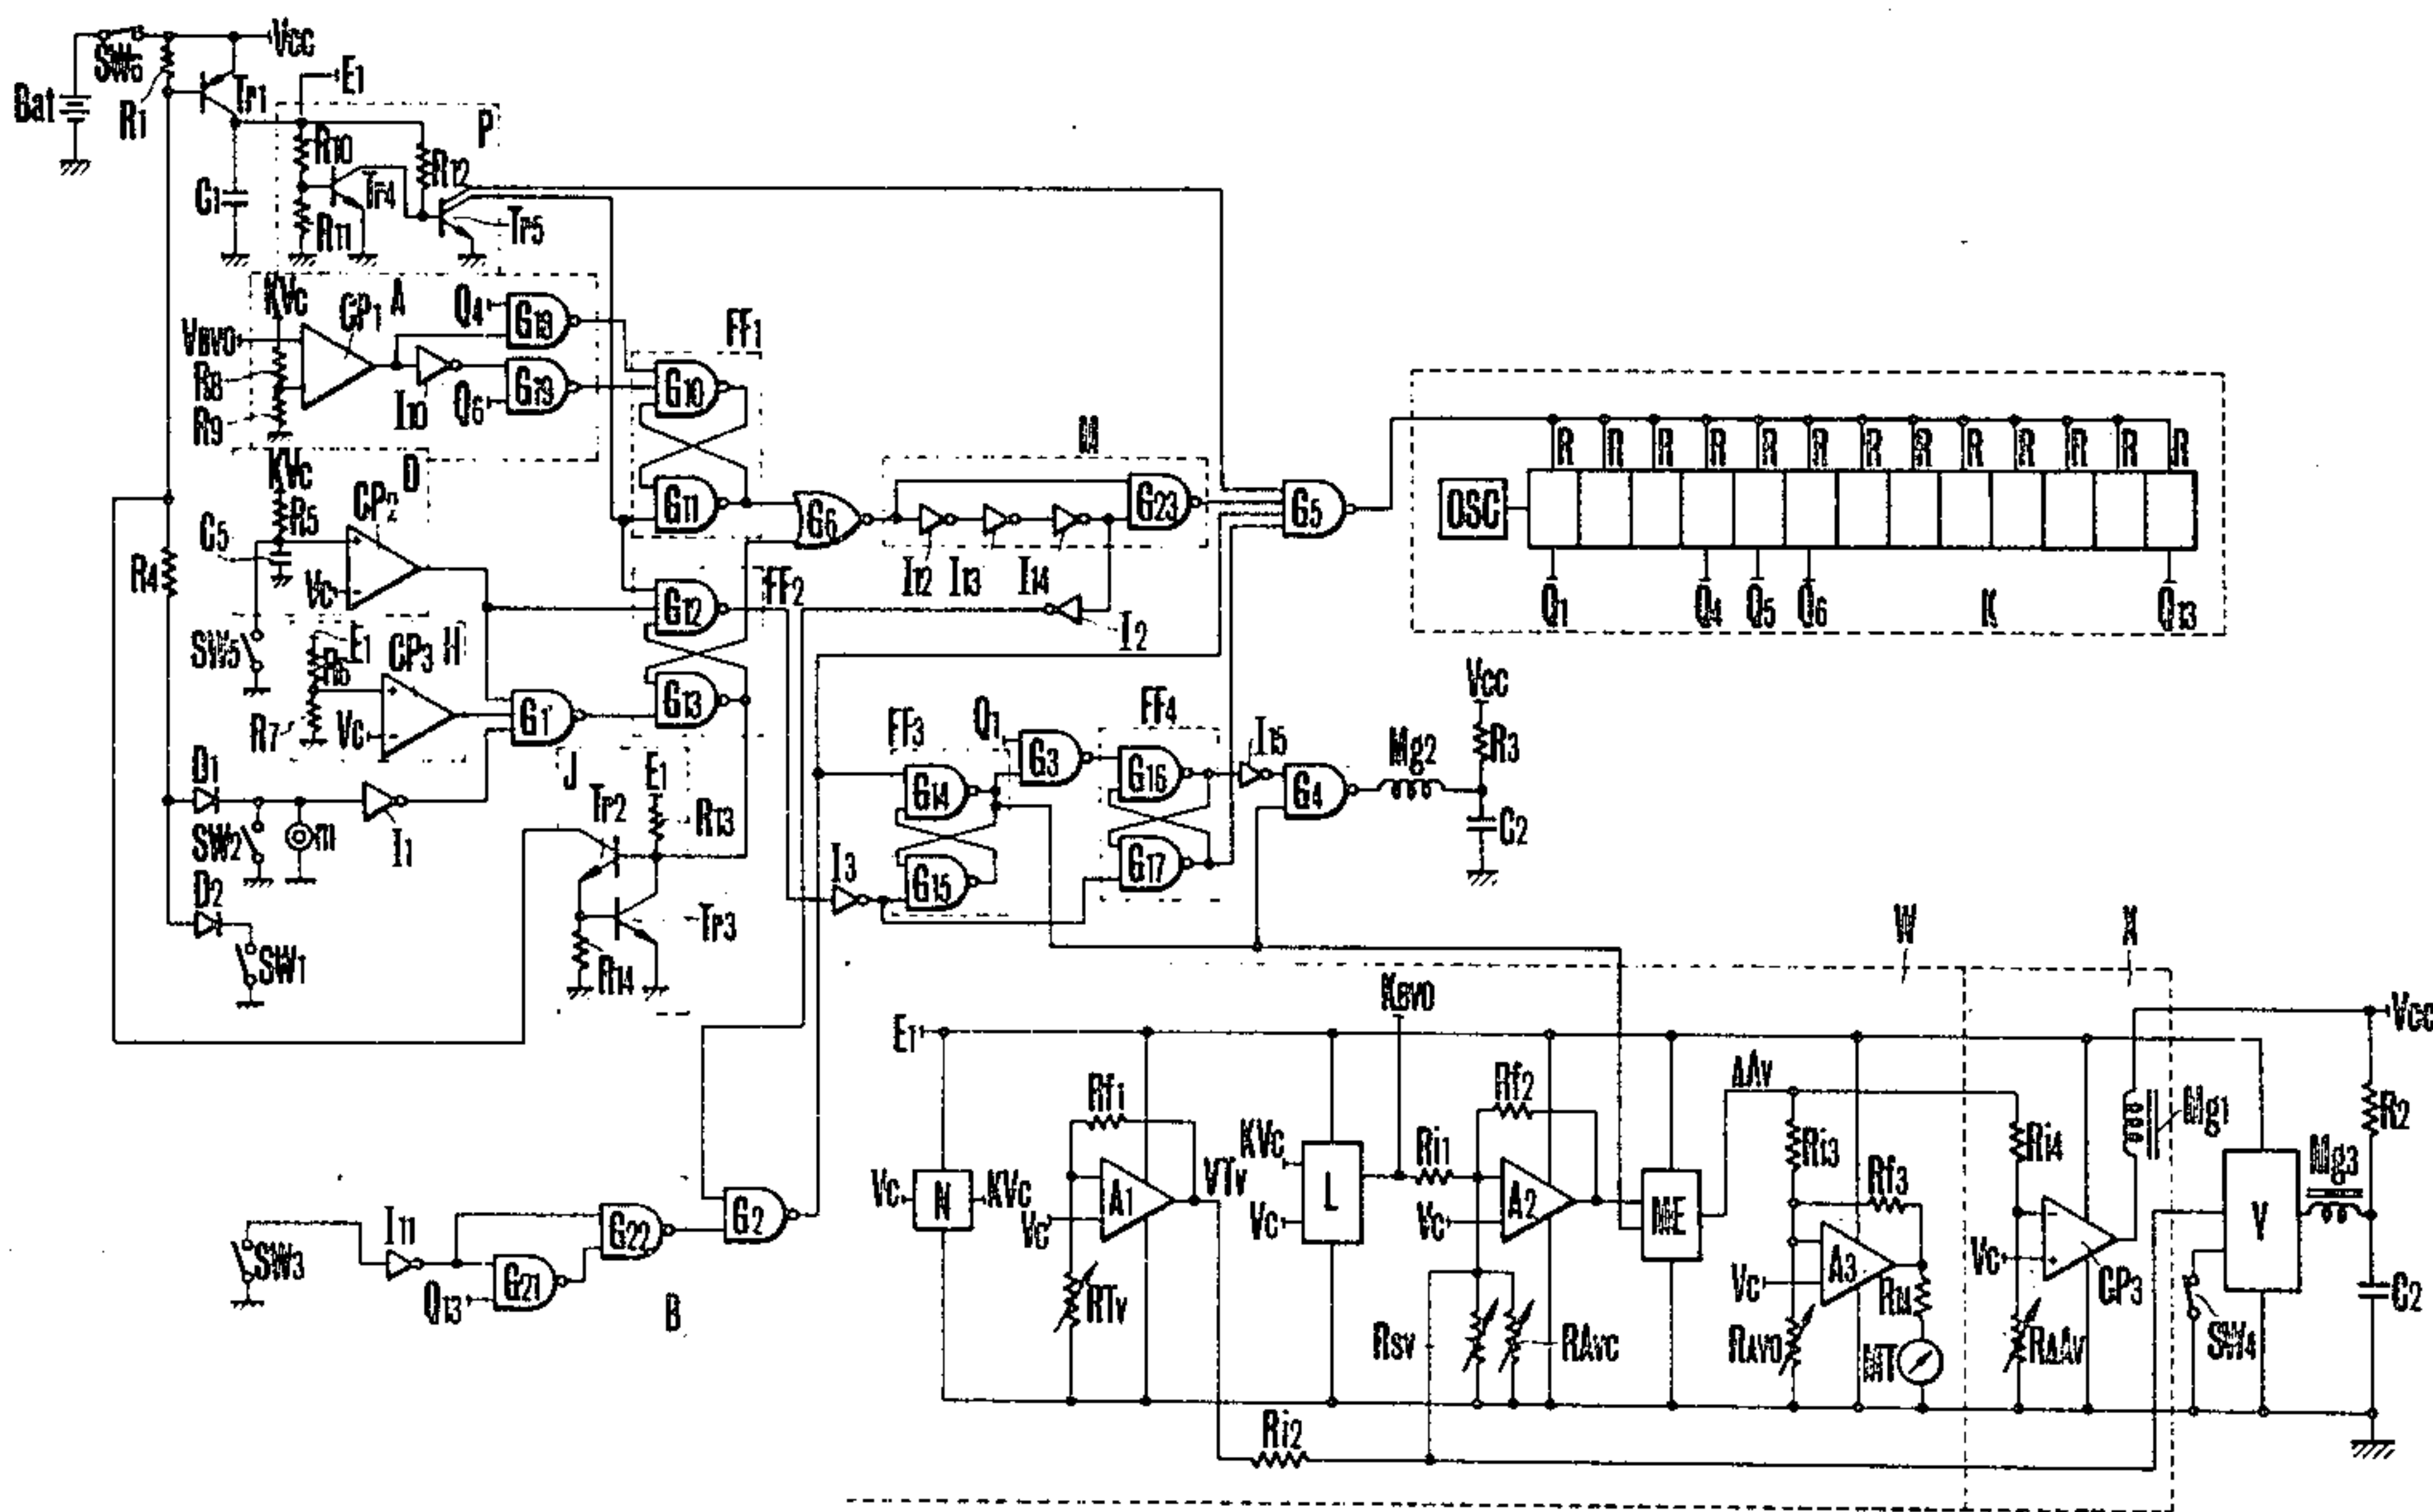 Vcc
SW6
Bat
R1
Tr1
E1
P
R10
Tr4
R12
C1
R11
Tr5
KVc
A
CP1
VBVO
R8
R9
I10
Q4
Q6
G18
G19
FF1
G10
G11
KVc
D
CP2
R5
C5
Vc
R4
SW5
E1
R6
CP3
H
R7
Vc
G1
FF2
G12
G13
G6
M
I12
I13
I14
G23
I2
G5
OSC
R R R R R R R R R R R R R
Q1
Q4
Q5
Q6
K
Q13
D1
SW2
m
I1
D2
SW1
J
Tr2
E1
R13
Tr3
R14
FF3
G14
G15
I3
Q1
G3
FF4
G16
G17
I15
G4
Mg2
Vcc
R3
C2
W
X
KBVO
E1
Vc
N
KVc
Rf1
A1
Vc
VTv
RTv
KVc
L
Vc
Ri1
Rf2
A2
Vc
Rsv
RAvc
ME
ΔAv
Ri3
Rf3
A3
Vc
RAVO
RM
MT
Ri4
Vc
CP3
RΔAv
Mg1
Vcc
R2
Mg3
V
SW4
C2
Ri2
SW3
I11
Q13
G21
G22
G2
B